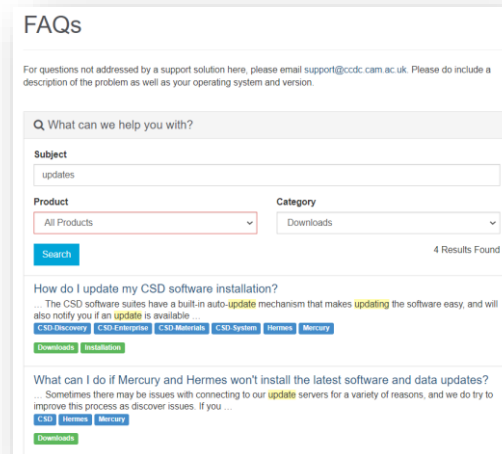 FAQs
For questions not addressed by a support solution here, please email support@ccdc.cam.ac.uk. Please do include a
description of the problem as well as your operating system and version.
What can we help you with?
Subject
updates
Product
Category
All Products
Downloads
Search
4 Results Found
How do I update my CSD software installation?
... The CSD software suites have a built-in auto-update mechanism that makes updating the software easy, and will
also notify you if an update is available ...
CSD-Discovery CSD-Enterprise CSD-Materials CSD-System Hermes Mercury
Downloads Installation
What can I do if Mercury and Hermes won't install the latest software and data updates?
... Sometimes there may be issues with connecting to our update servers for a variety of reasons, and we do try to
improve this process as discover issues. If you ...
CSD Hermes Mercury
Downloads